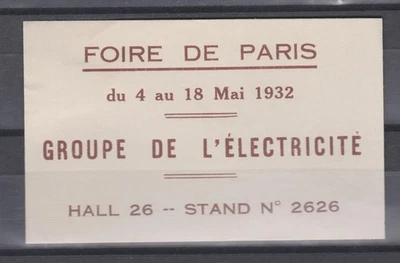 FOIRE DE PARIS
du 4 au 18 Mai 1932
GROUPE DE L'ÉLECTRICITÉ
HALL 26 -- STAND N° 2626